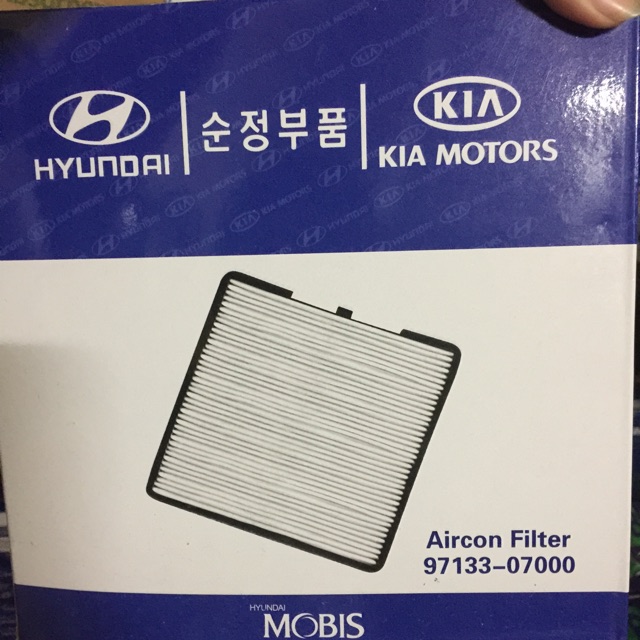 HYUNDAI
순정부품
KIA
KIA MOTORS
Aircon Filter
97133-07000
HYUNDAI
MOBIS